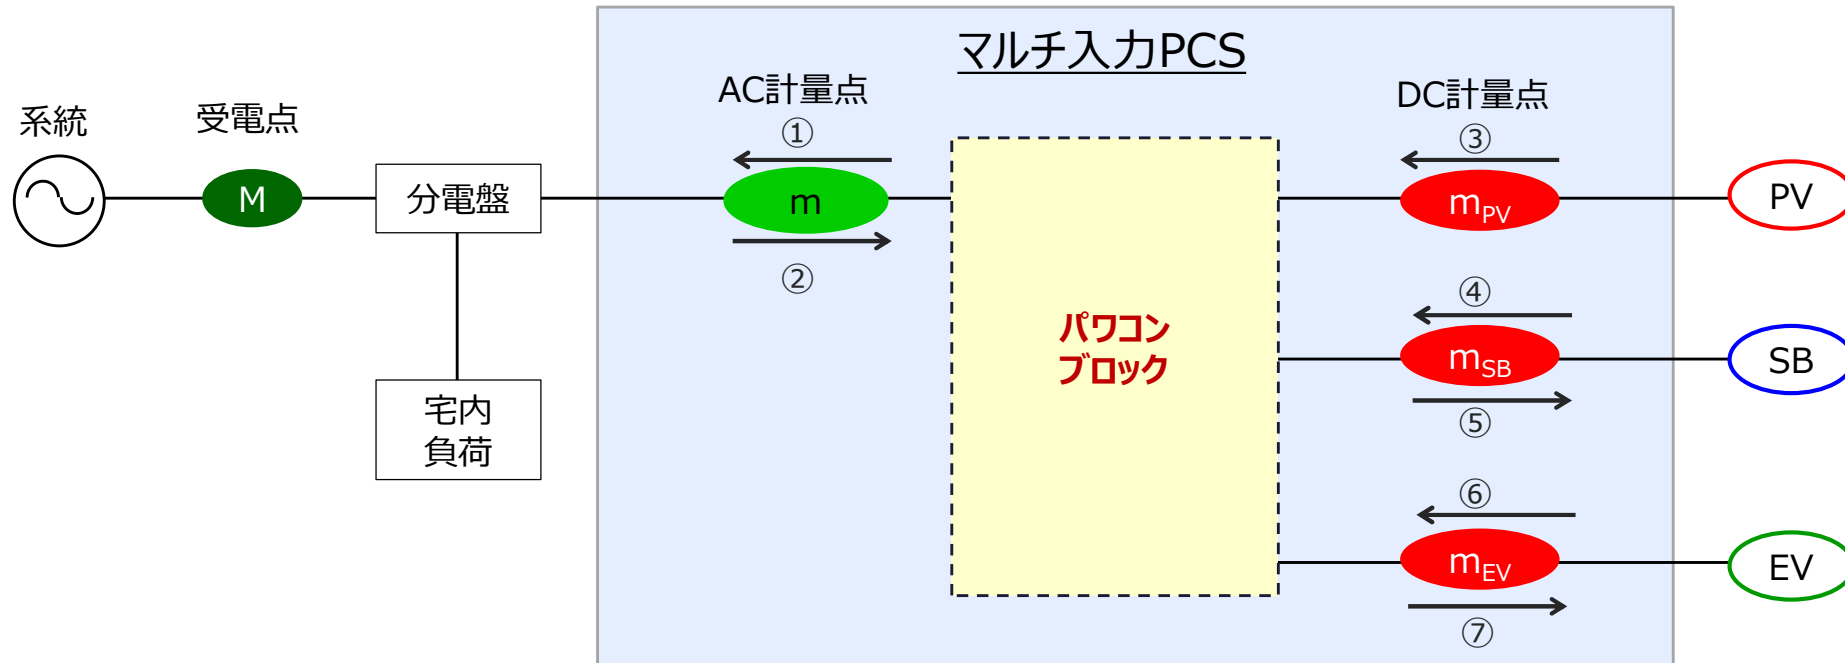 マルチ入力PCS
系統
受電点
AC計量点
DC計量点
①
③
M
分電盤
m
mPV
PV
②
④
パワコン
ブロック
mSB
SB
宅内
負荷
⑤
⑥
mEV
EV
⑦